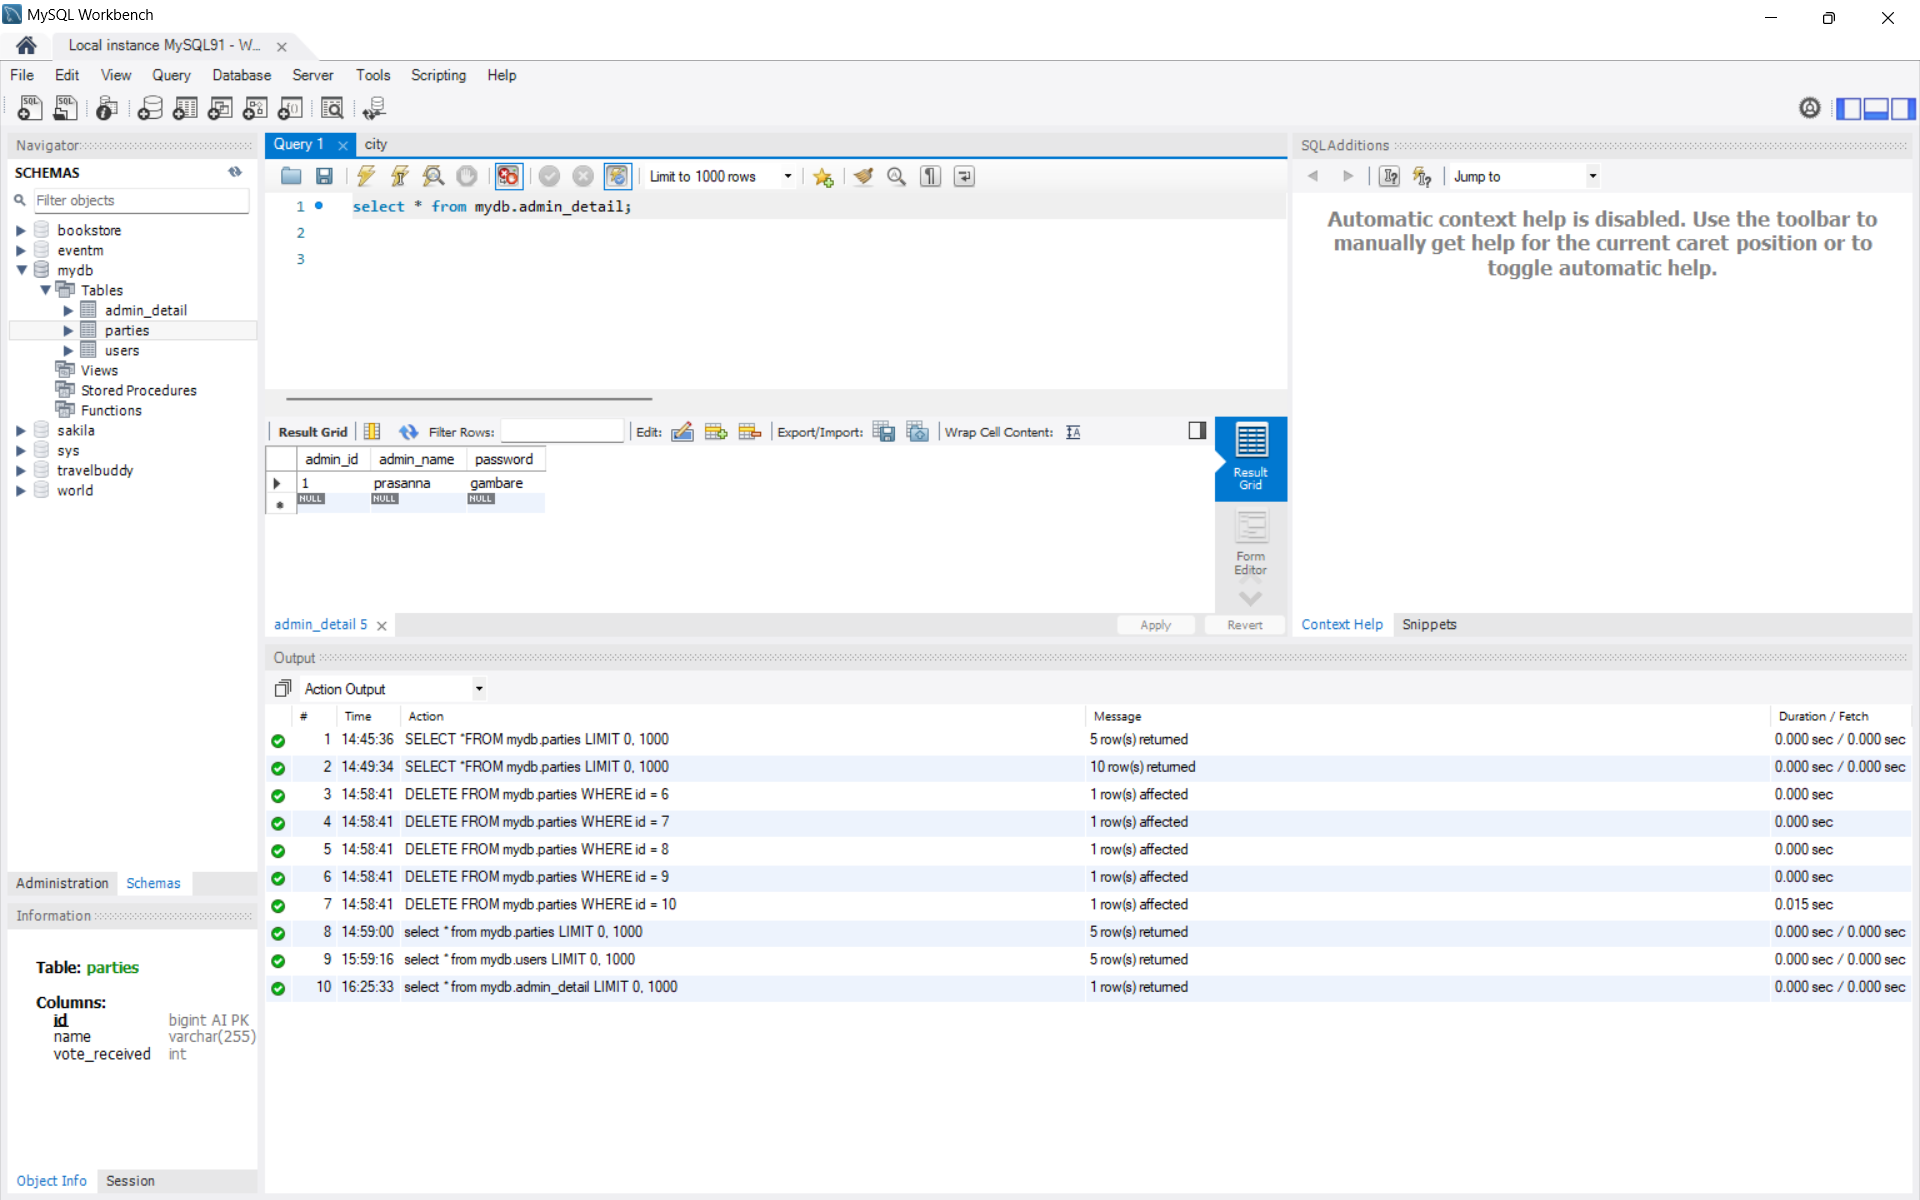 MySQL Workbench
Local instance MySQL91 - W...
File Edit View Query Database Server Tools Scripting Help
Navigator
SCHEMAS
Filter objects
bookstore
eventm
mydb
Tables
admin_detail
parties
users
Views
Stored Procedures
Functions
sakila
sys
travelbuddy
world
Administration Schemas
Information
Table: parties
Columns:
id bigint AI PK
name varchar(255)
vote_received int
Object Info Session
Query 1 city
Limit to 1000 rows
1 select * from mydb.admin_detail;
2
3
Result Grid Filter Rows: Edit: Export/Import: Wrap Cell Content:
admin_id admin_name password
1 prasanna gambare
NULL NULL NULL
Result Grid
Form Editor
admin_detail 5 Apply Revert
SQLAdditions
Jump to
Automatic context help is disabled. Use the toolbar to
manually get help for the current caret position or to
toggle automatic help.
Context Help Snippets
Output
Action Output
# Time Action Message Duration / Fetch
1 14:45:36 SELECT *FROM mydb.parties LIMIT 0, 1000 5 row(s) returned 0.000 sec / 0.000 sec
2 14:49:34 SELECT *FROM mydb.parties LIMIT 0, 1000 10 row(s) returned 0.000 sec / 0.000 sec
3 14:58:41 DELETE FROM mydb.parties WHERE id = 6 1 row(s) affected 0.000 sec
4 14:58:41 DELETE FROM mydb.parties WHERE id = 7 1 row(s) affected 0.000 sec
5 14:58:41 DELETE FROM mydb.parties WHERE id = 8 1 row(s) affected 0.000 sec
6 14:58:41 DELETE FROM mydb.parties WHERE id = 9 1 row(s) affected 0.000 sec
7 14:58:41 DELETE FROM mydb.parties WHERE id = 10 1 row(s) affected 0.015 sec
8 14:59:00 select * from mydb.parties LIMIT 0, 1000 5 row(s) returned 0.000 sec / 0.000 sec
9 15:59:16 select * from mydb.users LIMIT 0, 1000 5 row(s) returned 0.000 sec / 0.000 sec
10 16:25:33 select * from mydb.admin_detail LIMIT 0, 1000 1 row(s) returned 0.000 sec / 0.000 sec